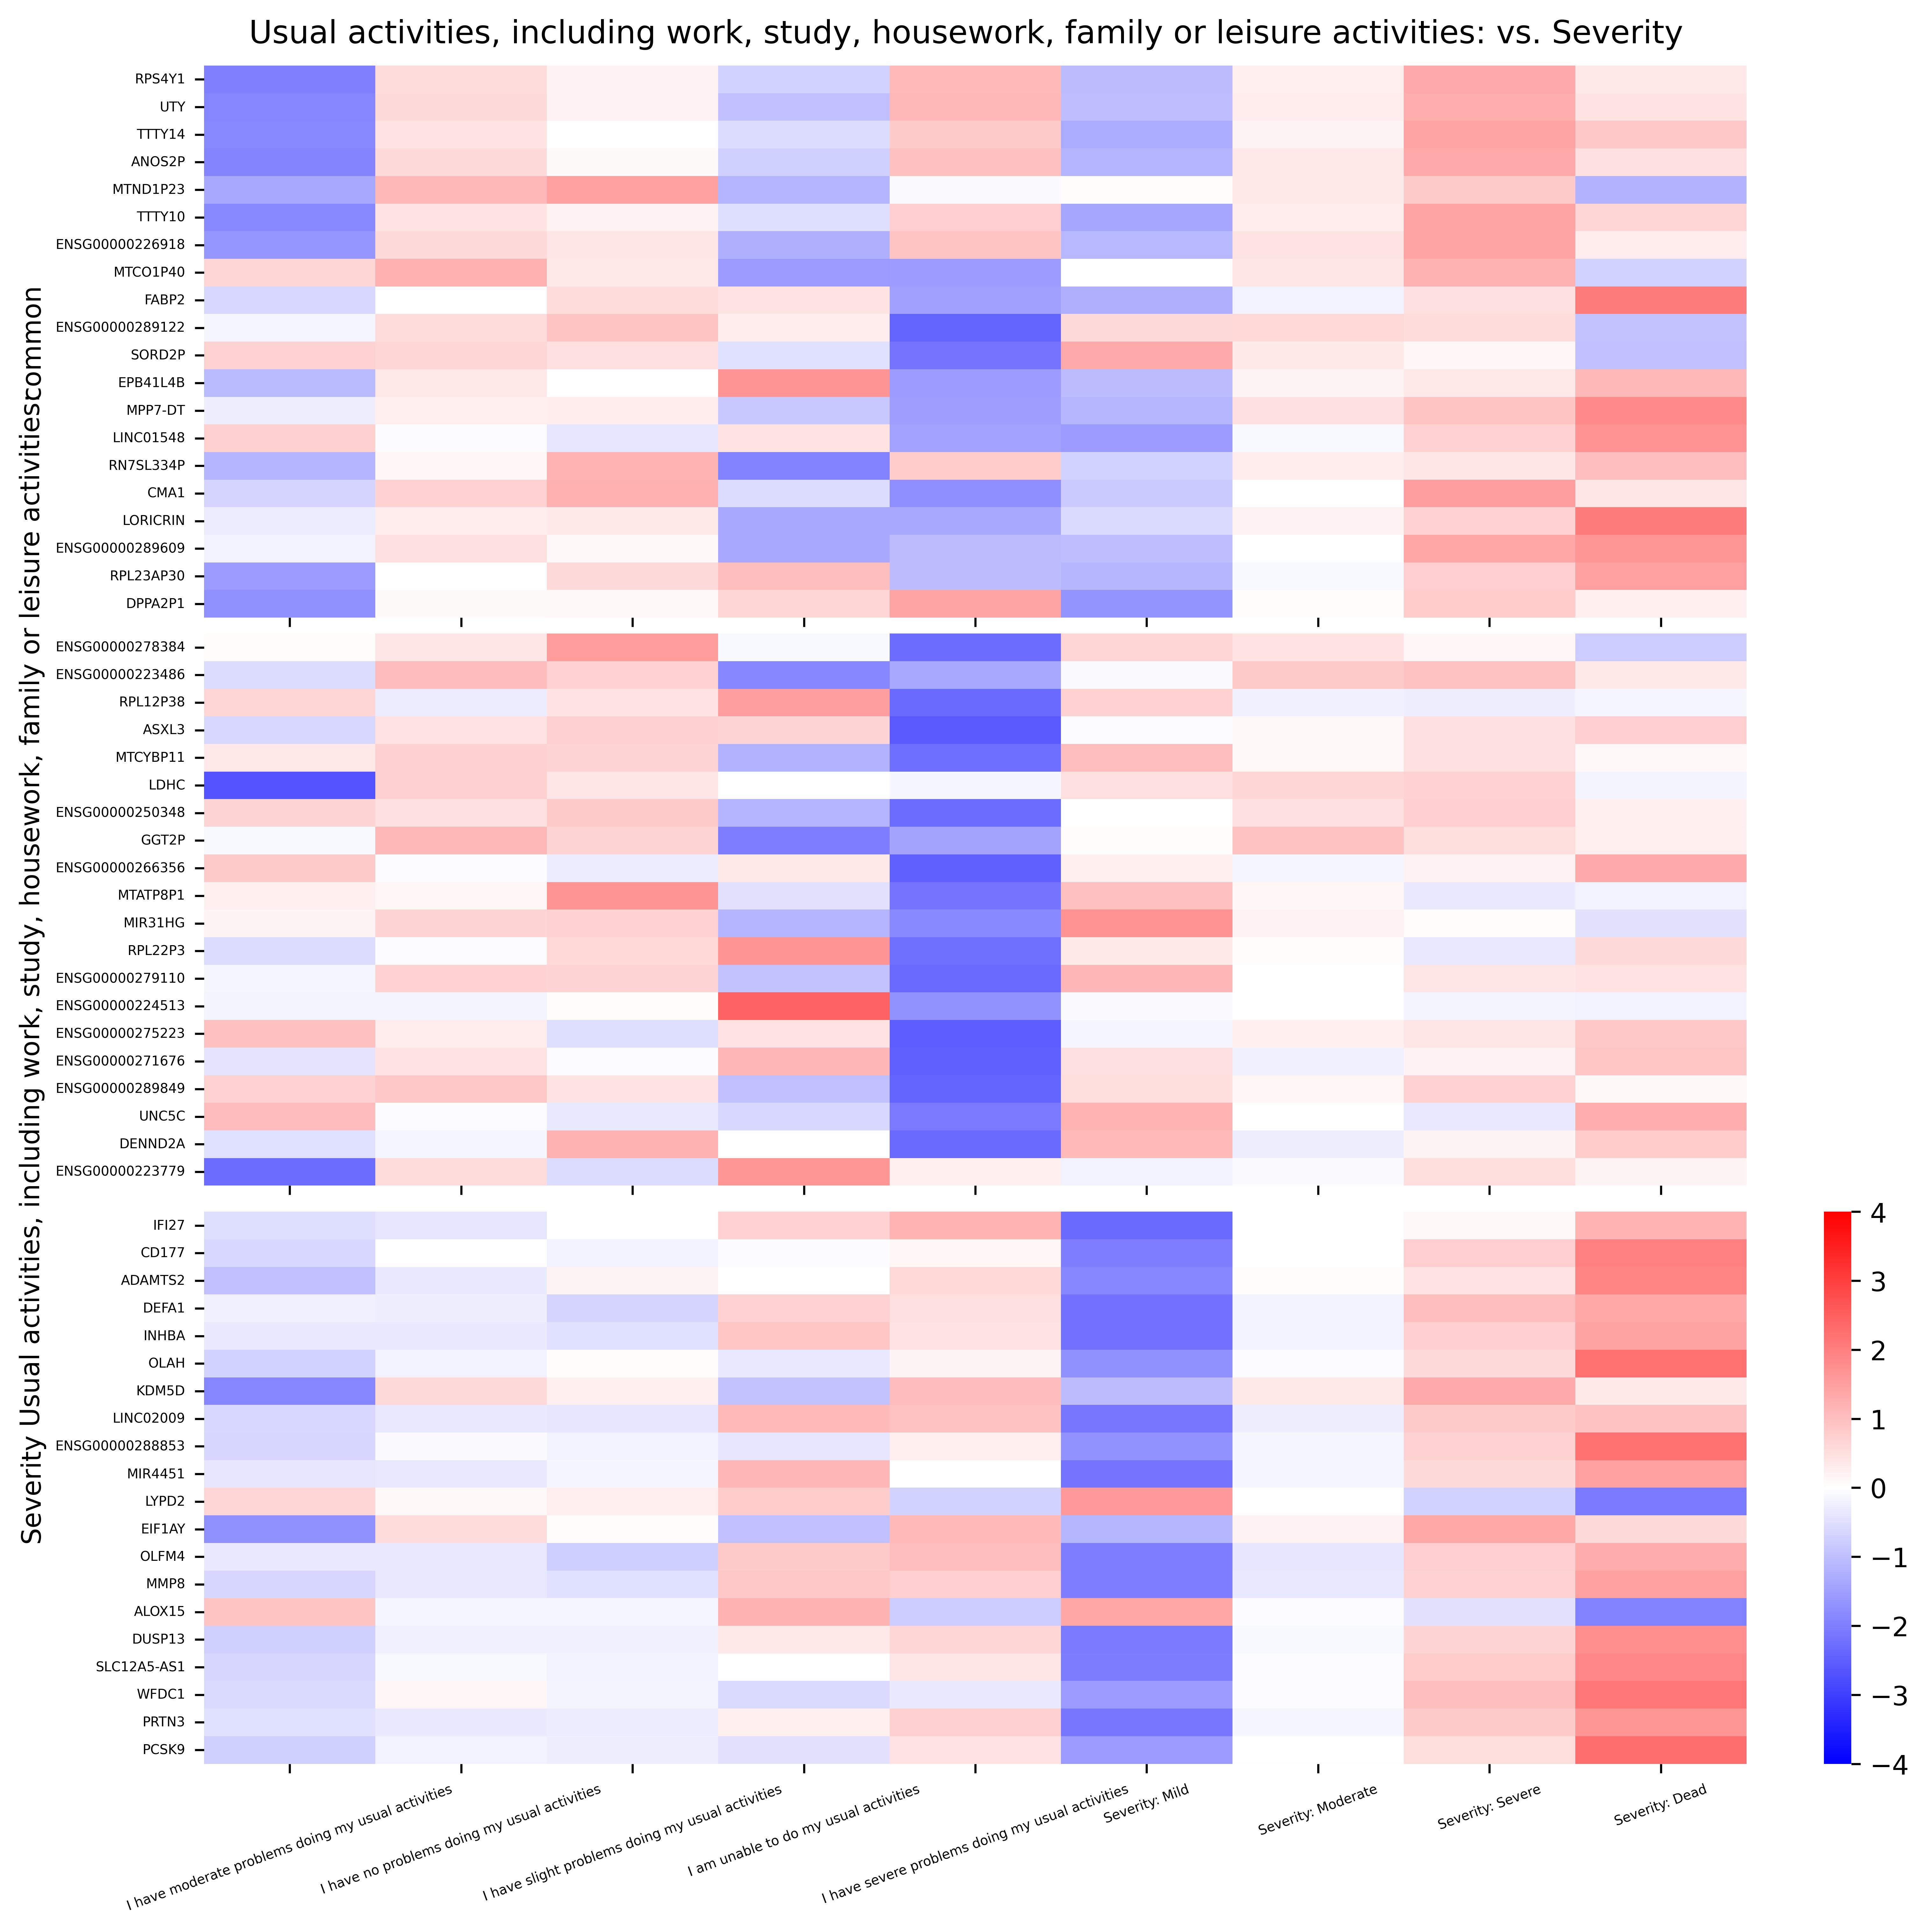 Usual activities, including work, study, housework, family or leisure activities: vs. Severity
common
RPS4Y1
UTY
TTTY14
ANOS2P
MTND1P23
TTTY10
ENSG00000226918
MTCO1P40
FABP2
ENSG00000289122
SORD2P
EPB41L4B
MPP7-DT
LINC01548
RN7SL334P
CMA1
LORICRIN
ENSG00000289609
RPL23AP30
DPPA2P1
Usual activities, including work, study, housework, family or leisure activities:
ENSG00000278384
ENSG00000223486
RPL12P38
ASXL3
MTCYBP11
LDHC
ENSG00000250348
GGT2P
ENSG00000266356
MTATP8P1
MIR31HG
RPL22P3
ENSG00000279110
ENSG00000224513
ENSG00000275223
ENSG00000271676
ENSG00000289849
UNC5C
DENND2A
ENSG00000223779
Severity
IFI27
CD177
ADAMTS2
DEFA1
INHBA
OLAH
KDM5D
LINC02009
ENSG00000288853
MIR4451
LYPD2
EIF1AY
OLFM4
MMP8
ALOX15
DUSP13
SLC12A5-AS1
WFDC1
PRTN3
PCSK9
I have moderate problems doing my usual activities
I have no problems doing my usual activities
I have slight problems doing my usual activities
I am unable to do my usual activities
I have severe problems doing my usual activities
Severity: Mild
Severity: Moderate
Severity: Severe
Severity: Dead
4
3
2
1
0
−1
−2
−3
−4